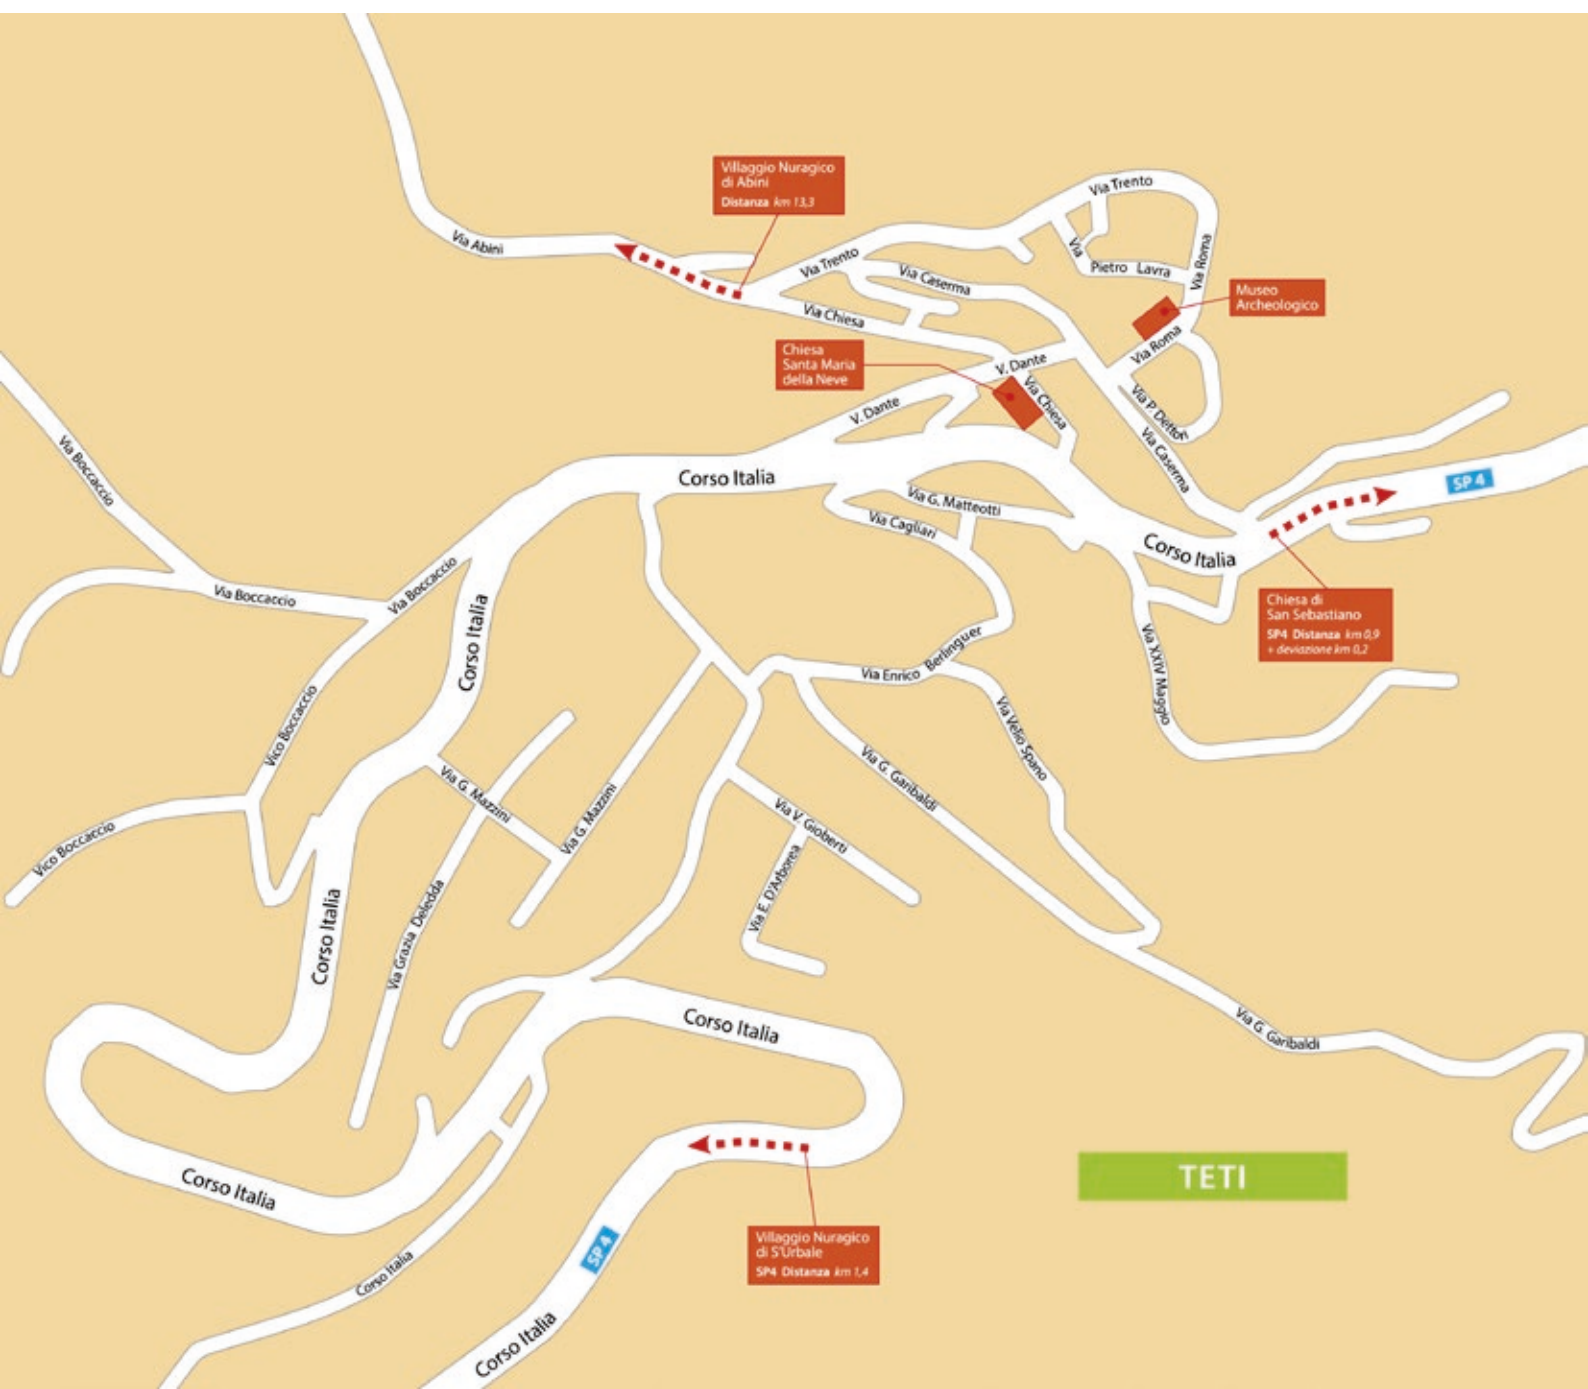 Villaggio Nuragico
di Abini
Distanza km 13,3
Via Trento
Via Abini
Via Trento
Via
Pietro Lavra
Via Roma
Via Caserma
Museo
Archeologico
Via Chiesa
Via Roma
Chiesa
Santa Maria
della Neve
V. Dante
Via Chiesa
V. Dante
Via P. Dettori
Via Caserma
Via Boccaccio
Corso Italia
SP 4
Via G. Matteotti
Via Cagliari
Corso Italia
Via Boccaccio
Via Boccaccio
Chiesa di
San Sebastiano
SP4 Distanza km 0,9
+ deviazione km 0,2
Corso Italia
Via Enrico Berlinguer
Via XXIV Maggio
Vico Boccaccio
Via Velio Spano
Via G. Mazzini
Via G. Mazzini
Via G. Garibaldi
Via V. Gioberti
Vico Boccaccio
Via E. D'Arborea
Corso Italia
Via Grazia Deledda
Corso Italia
Via G. Garibaldi
TETI
Corso Italia
Villaggio Nuragico
di S'Urbale
SP4 Distanza km 1,4
SP 4
Corso Italia
Corso Italia